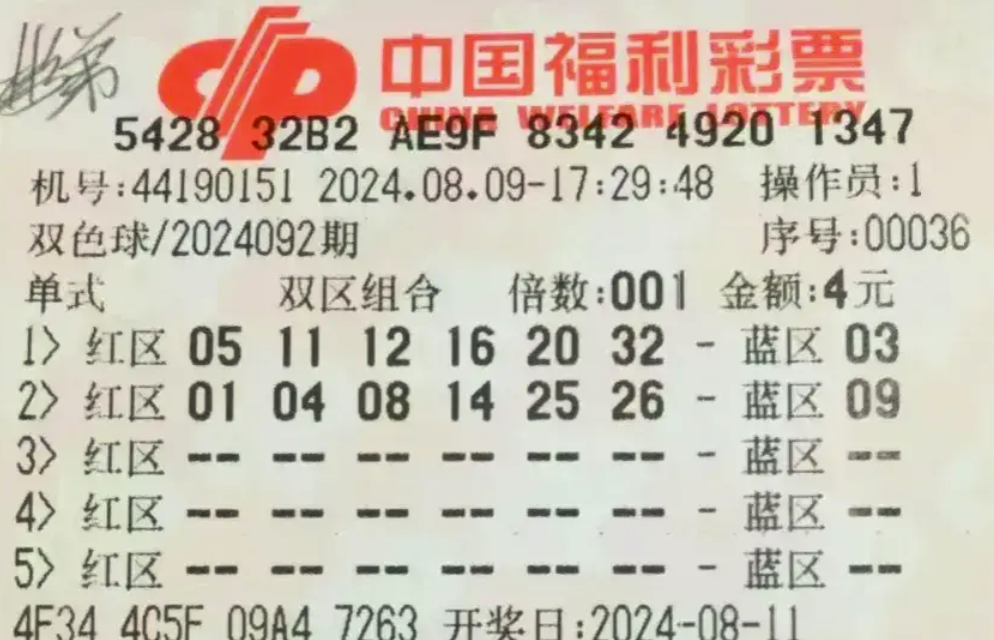 中国福利彩票
CHINA WELFARE LOTTERY
5428 32B2 AE9F 8342 4920 1347
机号:44190151 2024.08.09-17:29:48 操作员:1
双色球/2024092期 序号:00036
单式 双区组合 倍数:001 金额:4元
1> 红区 05 11 12 16 20 32 - 蓝区 03
2> 红区 01 04 08 14 25 26 - 蓝区 09
3> 红区 -- -- -- -- -- -- - 蓝区 --
4> 红区 -- -- -- -- -- -- - 蓝区 --
5> 红区 -- -- -- -- -- -- - 蓝区 --
4F34 4C5F 09A4 7263 开奖日:2024-08-11